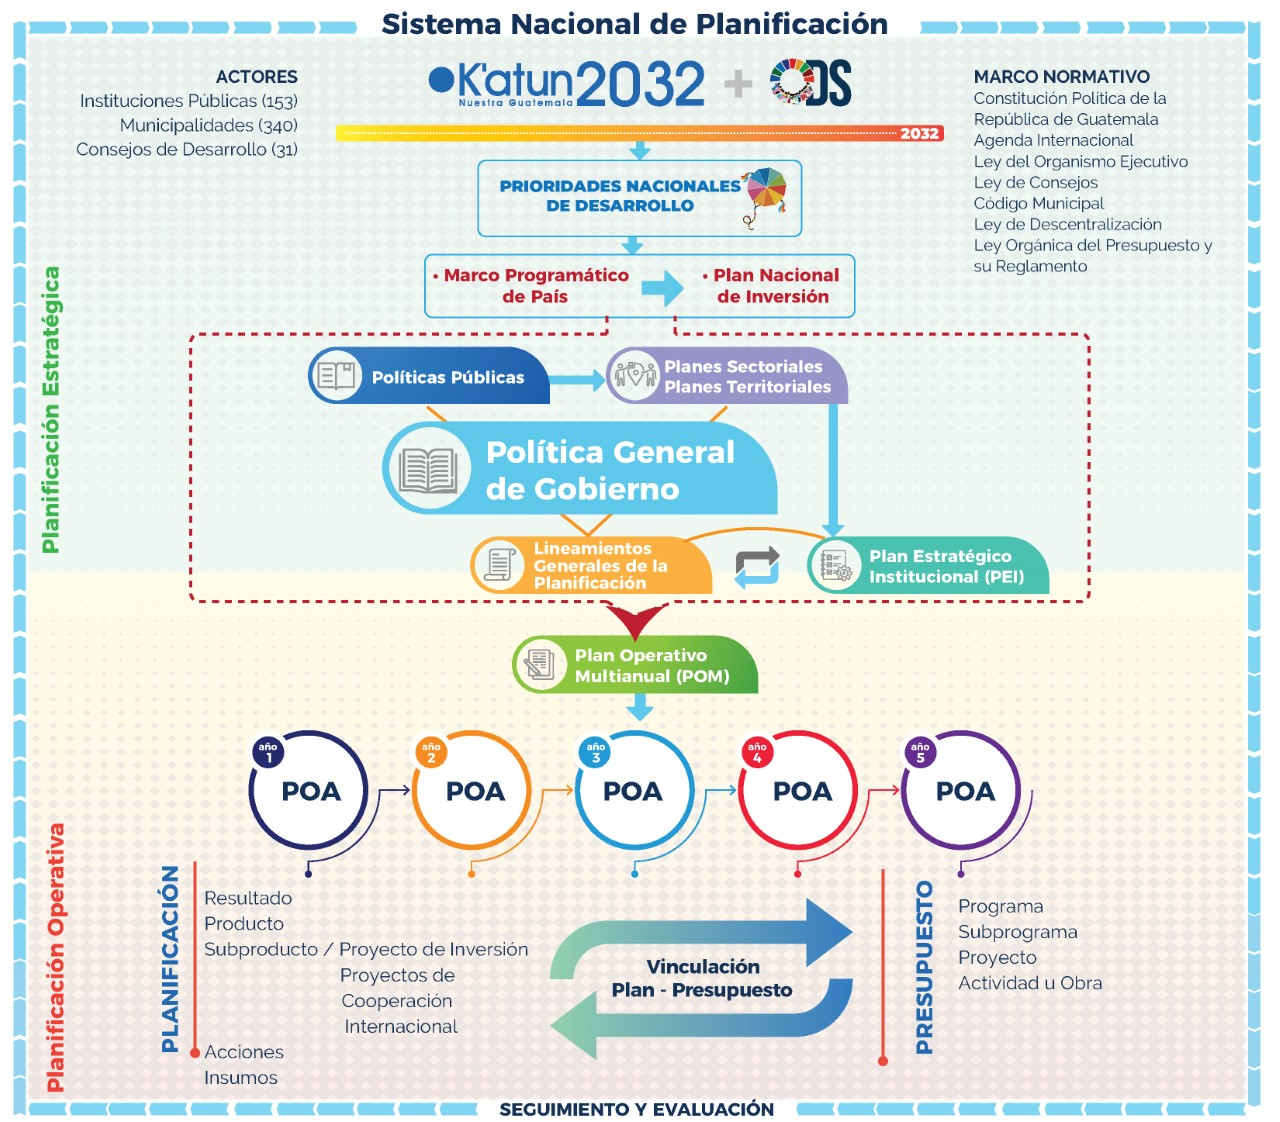 Sistema Nacional de Planificación
ACTORES
Instituciones Públicas (153)
Municipalidades (340)
Consejos de Desarrollo (31)
K'atun 2032
Nuestra Guatemala
+
ODS
2032
MARCO NORMATIVO
Constitución Política de la
República de Guatemala
Agenda Internacional
Ley del Organismo Ejecutivo
Ley de Consejos
Código Municipal
Ley de Descentralización
Ley Orgánica del Presupuesto y
su Reglamento
PRIORIDADES NACIONALES
DE DESARROLLO
• Marco Programático
de País
• Plan Nacional
de Inversión
Planificación Estratégica
Políticas Públicas
Planes Sectoriales
Planes Territoriales
Política General
de Gobierno
Lineamientos
Generales de la
Planificación
Plan Estratégico
Institucional (PEI)
Plan Operativo
Multianual (POM)
año
1
POA
año
2
POA
año
3
POA
año
4
POA
año
5
POA
Planificación Operativa
PLANIFICACIÓN
Resultado
Producto
Subproducto / Proyecto de Inversión
Proyectos de
Cooperación
Internacional
Acciones
Insumos
Vinculación
Plan - Presupuesto
PRESUPUESTO
Programa
Subprograma
Proyecto
Actividad u Obra
SEGUIMIENTO Y EVALUACIÓN